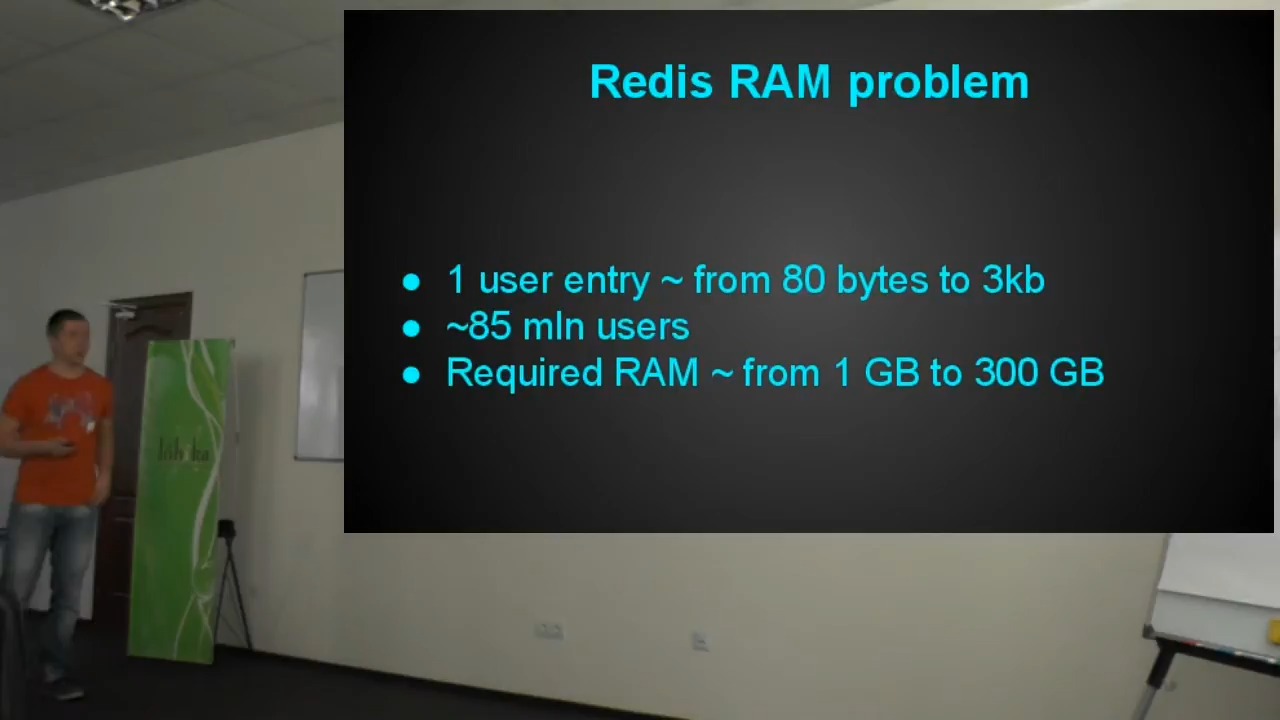 Redis RAM problem
● 1 user entry ~ from 80 bytes to 3kb
● ~85 mln users
● Required RAM ~ from 1 GB to 300 GB